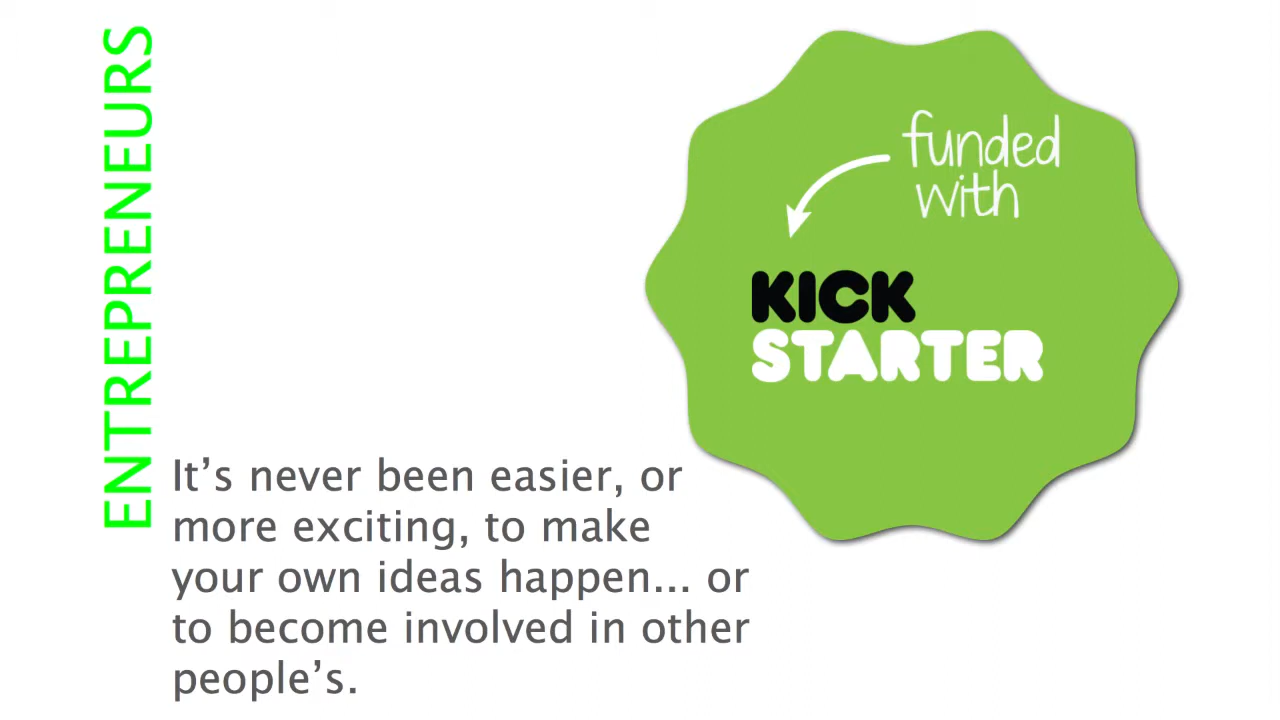 ENTREPRENEURS
funded
with
KICK
STARTER
It’s never been easier, or
more exciting, to make
your own ideas happen... or
to become involved in other
people’s.